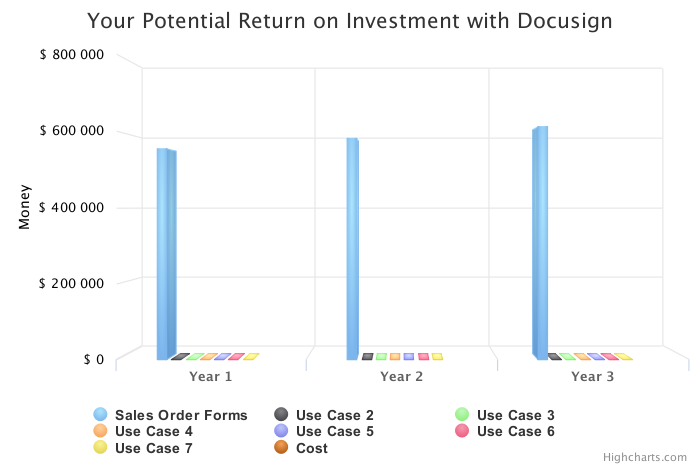 Your Potential Return on Investment with Docusign
$ 800 000
$ 600 000
$ 400 000
$ 200 000
$ 0
Money
Year 1 Year 2 Year 3
Sales Order Forms Use Case 2 Use Case 3
Use Case 4 Use Case 5 Use Case 6
Use Case 7 Cost
Highcharts.com